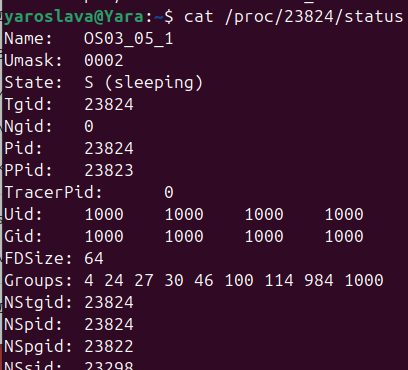 yaroslava@Yara:~$ cat /proc/23824/status
Name:   OS03_05_1
Umask:  0002
State:  S (sleeping)
Tgid:   23824
Ngid:   0
Pid:    23824
PPid:   23823
TracerPid:      0
Uid:    1000    1000    1000    1000
Gid:    1000    1000    1000    1000
FDSize: 64
Groups: 4 24 27 30 46 100 114 984 1000
NStgid: 23824
NSpid:  23824
NSpgid: 23822
NSsid:  23298